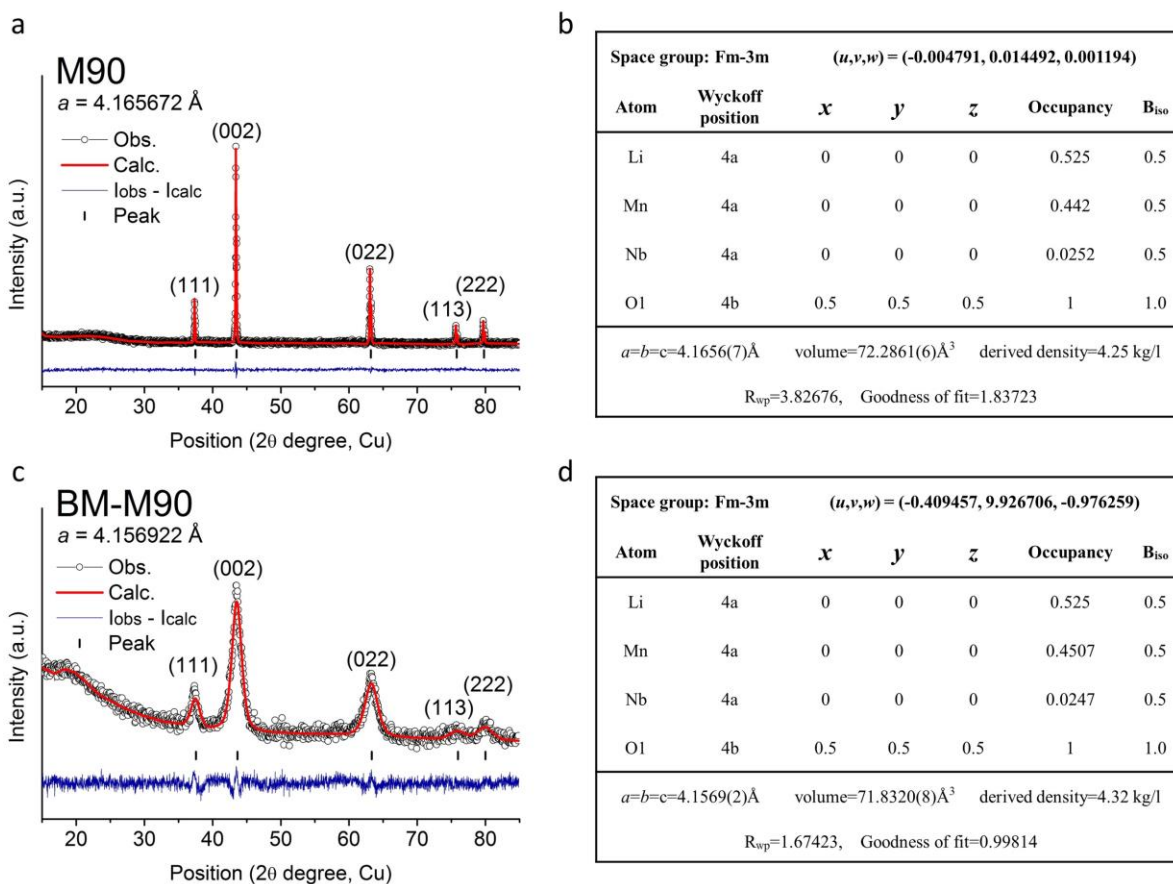 a
M90
a = 4.165672 Å
Obs.
Calc.
Iobs - Icalc
Peak
(111)
(002)
(022)
(113)
(222)
Intensity (a.u.)
20 30 40 50 60 70 80
Position (2θ degree, Cu)
b
Space group: Fm-3m (u,v,w) = (-0.004791, 0.014492, 0.001194)
Atom Wyckoff position x y z Occupancy Biso
Li 4a 0 0 0 0.525 0.5
Mn 4a 0 0 0 0.442 0.5
Nb 4a 0 0 0 0.0252 0.5
O1 4b 0.5 0.5 0.5 1 1.0
a=b=c=4.1656(7)Å volume=72.2861(6)Å³ derived density=4.25 kg/l
Rwp=3.82676, Goodness of fit=1.83723
c
BM-M90
a = 4.156922 Å
Obs.
Calc.
Iobs - Icalc
Peak
(111)
(002)
(022)
(113)
(222)
Intensity (a.u.)
20 30 40 50 60 70 80
Position (2θ degree, Cu)
d
Space group: Fm-3m (u,v,w) = (-0.409457, 9.926706, -0.976259)
Atom Wyckoff position x y z Occupancy Biso
Li 4a 0 0 0 0.525 0.5
Mn 4a 0 0 0 0.4507 0.5
Nb 4a 0 0 0 0.0247 0.5
O1 4b 0.5 0.5 0.5 1 1.0
a=b=c=4.1569(2)Å volume=71.8320(8)Å³ derived density=4.32 kg/l
Rwp=1.67423, Goodness of fit=0.99814